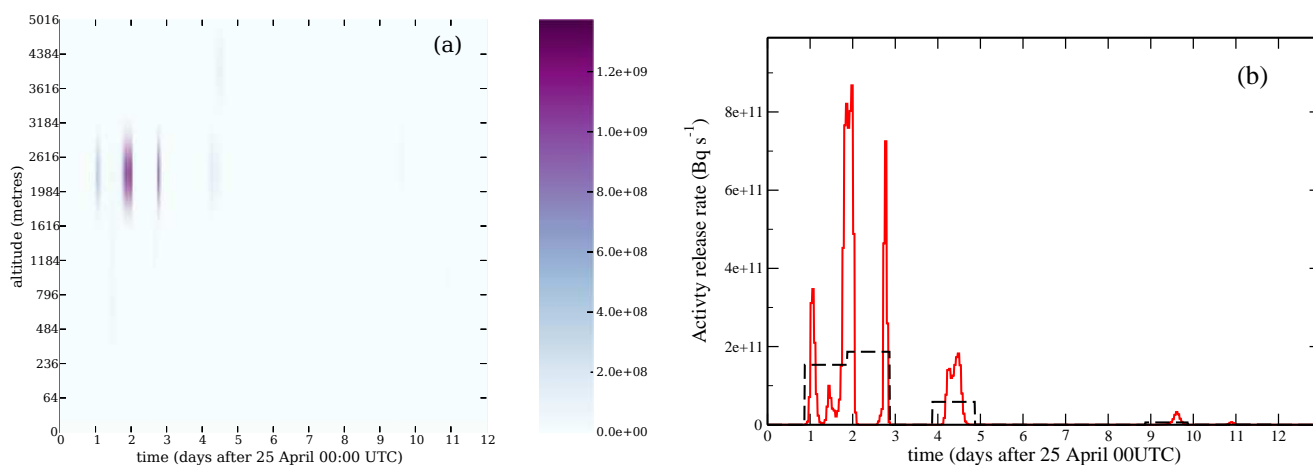 (a)
altitude (metres)
5016
4384
3616
3184
2616
1984
1616
1184
796
484
236
64
0
0 1 2 3 4 5 6 7 8 9 10 11 12
time (days after 25 April 00:00 UTC)
1.2e+09
1.0e+09
8.0e+08
6.0e+08
4.0e+08
2.0e+08
0.0e+00
(b)
Activty release rate (Bq s⁻¹)
8e+11
6e+11
4e+11
2e+11
0
0 1 2 3 4 5 6 7 8 9 10 11 12
time (days after 25 April 00UTC)